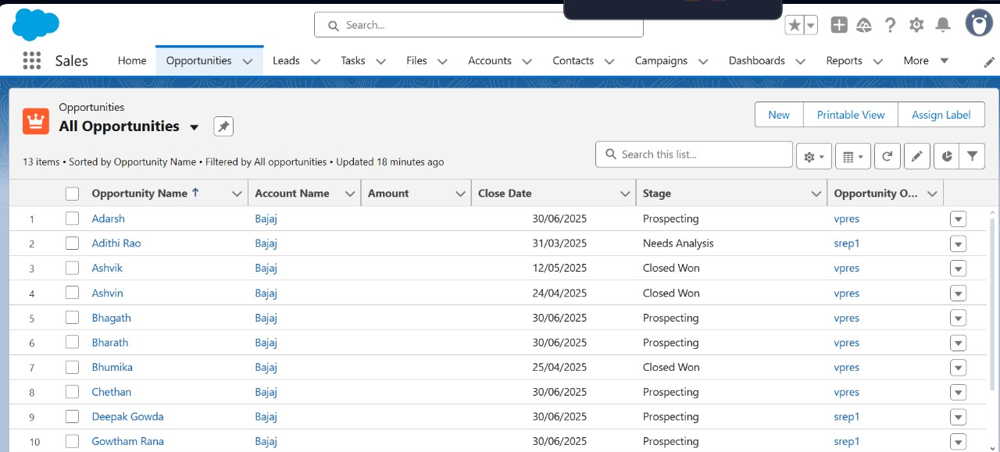 Search...
Sales Home Opportunities Leads Tasks Files Accounts Contacts Campaigns Dashboards Reports More
Opportunities
All Opportunities
New Printable View Assign Label
13 items • Sorted by Opportunity Name • Filtered by All opportunities • Updated 18 minutes ago
Search this list...
Opportunity Name ↑ Account Name Amount Close Date Stage Opportunity O...
1 Adarsh Bajaj 30/06/2025 Prospecting vpres
2 Adithi Rao Bajaj 31/03/2025 Needs Analysis srep1
3 Ashvik Bajaj 12/05/2025 Closed Won vpres
4 Ashvin Bajaj 24/04/2025 Closed Won vpres
5 Bhagath Bajaj 30/06/2025 Prospecting vpres
6 Bharath Bajaj 30/06/2025 Prospecting vpres
7 Bhumika Bajaj 25/04/2025 Closed Won vpres
8 Chethan Bajaj 30/06/2025 Prospecting vpres
9 Deepak Gowda Bajaj 30/06/2025 Prospecting srep1
10 Gowtham Rana Bajaj 30/06/2025 Prospecting srep1